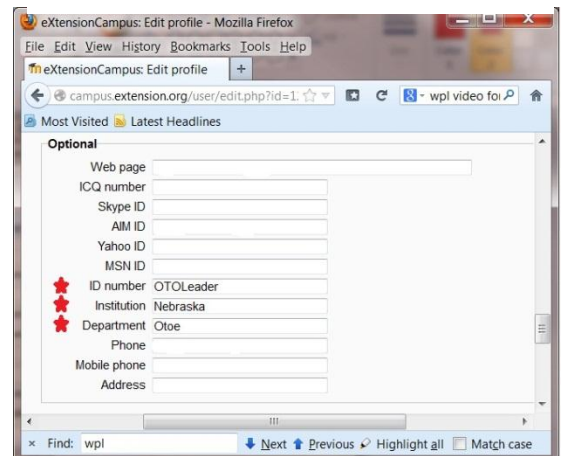 eXtensionCampus: Edit profile - Mozilla Firefox
File Edit View History Bookmarks Tools Help
eXtensionCampus: Edit profile +
campus.extension.org/user/edit.php?id=1 wpl video for
Most Visited Latest Headlines
Optional
Web page
ICQ number
Skype ID
AIM ID
Yahoo ID
MSN ID
ID number OTOLeader
Institution Nebraska
Department Otoe
Phone
Mobile phone
Address
× Find: wpl Next Previous Highlight all Match case